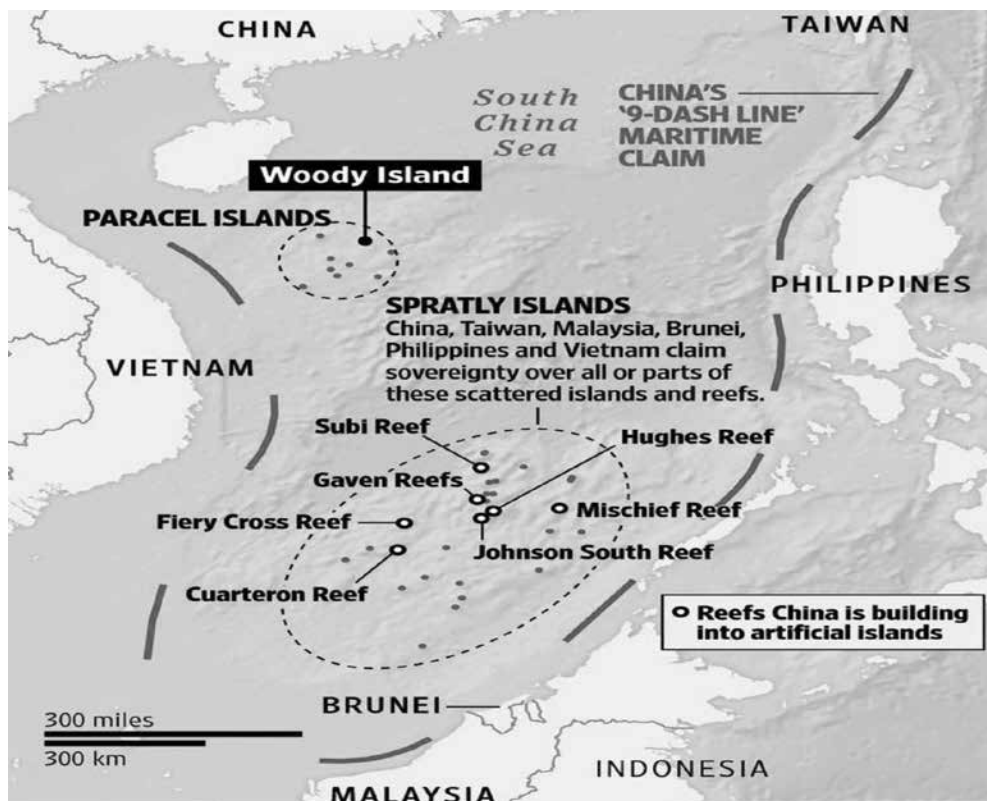 CHINA
TAIWAN
South
China
Sea
CHINA'S
'9-DASH LINE'
MARITIME
CLAIM
Woody Island
PARACEL ISLANDS
PHILIPPINES
SPRATLY ISLANDS
China, Taiwan, Malaysia, Brunei,
Philippines and Vietnam claim
sovereignty over all or parts of
these scattered islands and reefs.
VIETNAM
Subi Reef
Hughes Reef
Gaven Reefs
Mischief Reef
Fiery Cross Reef
Johnson South Reef
Cuarteron Reef
Reefs China is building
into artificial islands
BRUNEI
300 miles
300 km
INDONESIA
MALAYSIA